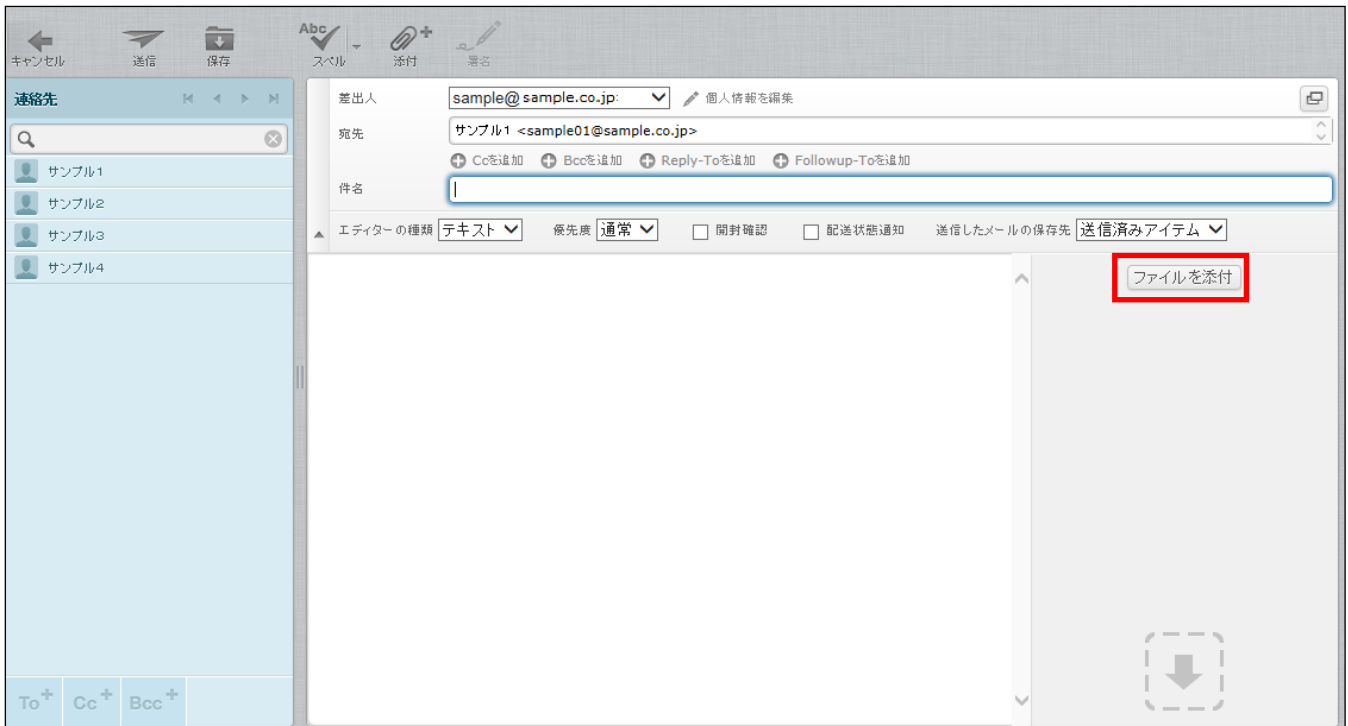 Abc
キャンセル 送信 保存 スペル 添付 署名
連絡先
サンプル1
サンプル2
サンプル3
サンプル4
To+ Cc+ Bcc+
差出人 sample@sample.co.jp: 個人情報を編集
宛先 サンプル1 <sample01@sample.co.jp>
Ccを追加 Bccを追加 Reply-Toを追加 Followup-Toを追加
件名
エディターの種類 テキスト 優先度 通常 開封確認 配送状態通知 送信したメールの保存先 送信済みアイテム
ファイルを添付